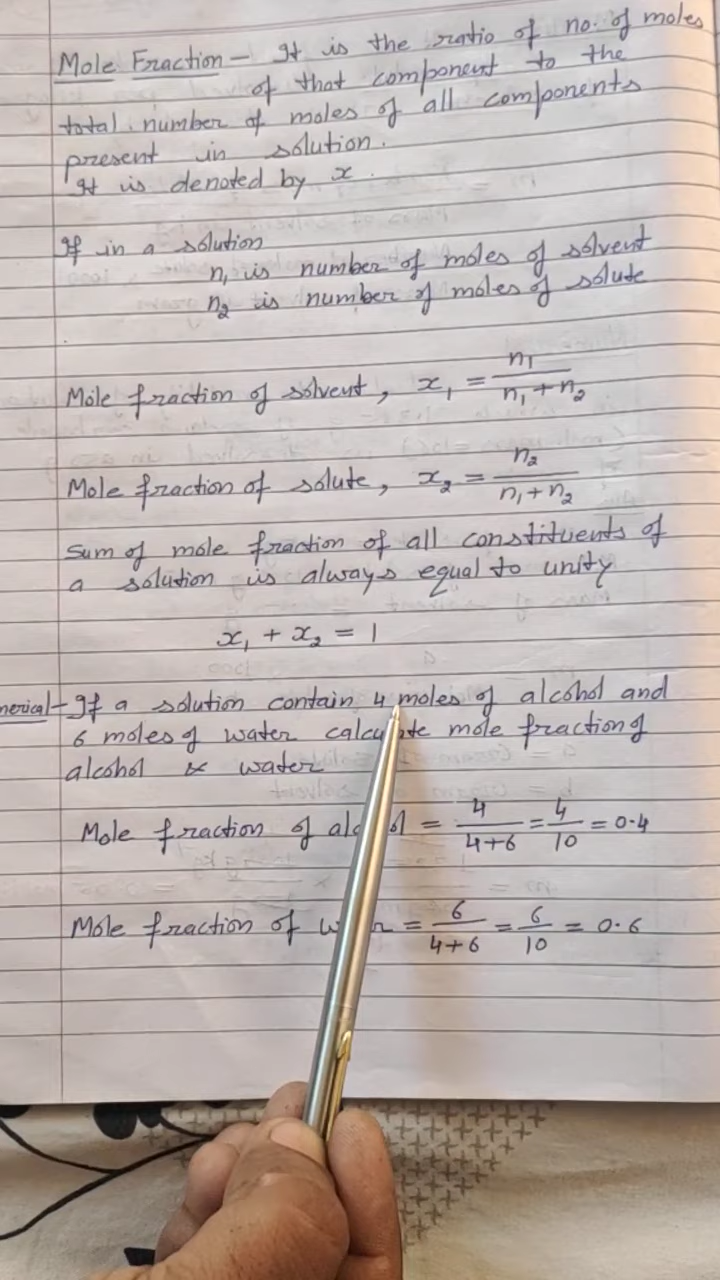 Mole Fraction - It is the ratio of no. of moles
of that component to the
total number of moles of all components
present in solution.
It is denoted by x.
If in a solution
n₁ is number of moles of solvent
n₂ is number of moles of solute
Mole fraction of solvent, x₁ = n₁ / (n₁ + n₂)
Mole fraction of solute, x₂ = n₂ / (n₁ + n₂)
Sum of mole fraction of all constituents of
a solution is always equal to unity
x₁ + x₂ = 1
merical - If a solution contain 4 moles of alcohol and
6 moles of water mole fraction of
alcohol & water
Mole fraction of = 4 / (4+6) = 4/10 = 0.4
Mole fraction of = 6 / (4+6) = 6/10 = 0.6